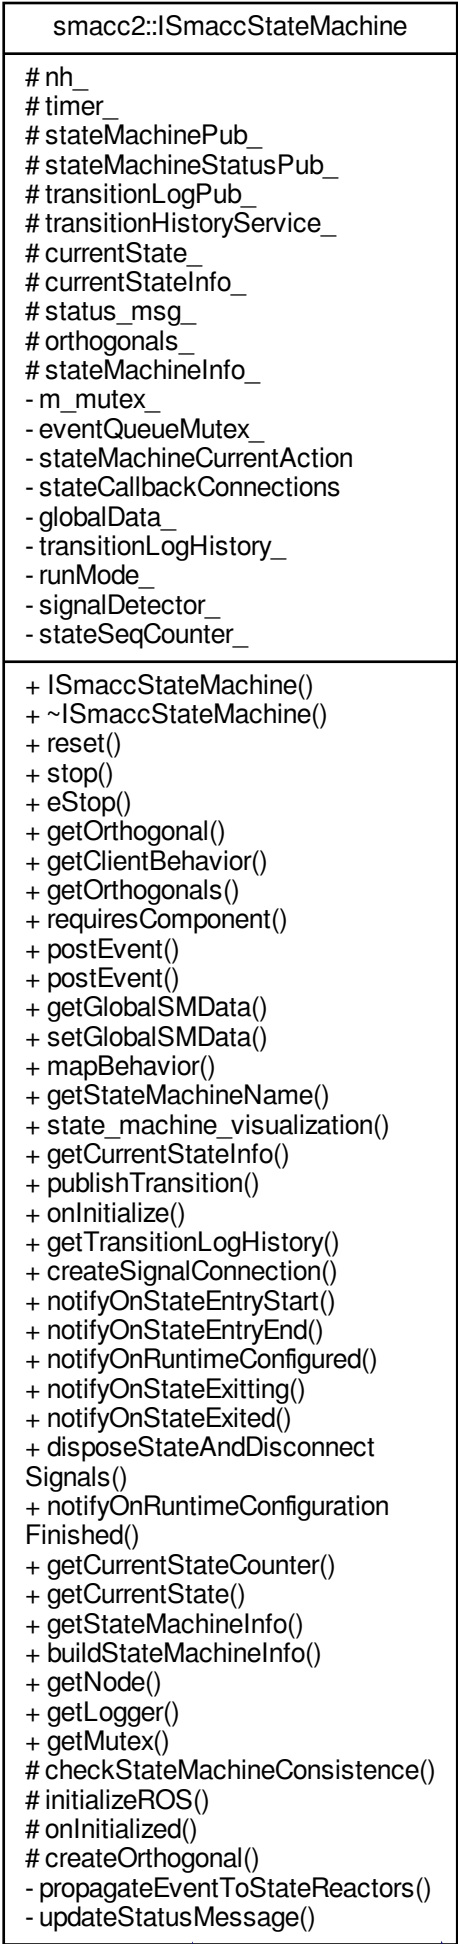 smacc2::ISmaccStateMachine
# nh_
# timer_
# stateMachinePub_
# stateMachineStatusPub_
# transitionLogPub_
# transitionHistoryService_
# currentState_
# currentStateInfo_
# status_msg_
# orthogonals_
# stateMachineInfo_
- m_mutex_
- eventQueueMutex_
- stateMachineCurrentAction
- stateCallbackConnections
- globalData_
- transitionLogHistory_
- runMode_
- signalDetector_
- stateSeqCounter_
+ ISmaccStateMachine()
+ ~ISmaccStateMachine()
+ reset()
+ stop()
+ eStop()
+ getOrthogonal()
+ getClientBehavior()
+ getOrthogonals()
+ requiresComponent()
+ postEvent()
+ postEvent()
+ getGlobalSMData()
+ setGlobalSMData()
+ mapBehavior()
+ getStateMachineName()
+ state_machine_visualization()
+ getCurrentStateInfo()
+ publishTransition()
+ onInitialize()
+ getTransitionLogHistory()
+ createSignalConnection()
+ notifyOnStateEntryStart()
+ notifyOnStateEntryEnd()
+ notifyOnRuntimeConfigured()
+ notifyOnStateExitting()
+ notifyOnStateExited()
+ disposeStateAndDisconnect
Signals()
+ notifyOnRuntimeConfiguration
Finished()
+ getCurrentStateCounter()
+ getCurrentState()
+ getStateMachineInfo()
+ buildStateMachineInfo()
+ getNode()
+ getLogger()
+ getMutex()
# checkStateMachineConsistence()
# initializeROS()
# onInitialized()
# createOrthogonal()
- propagateEventToStateReactors()
- updateStatusMessage()